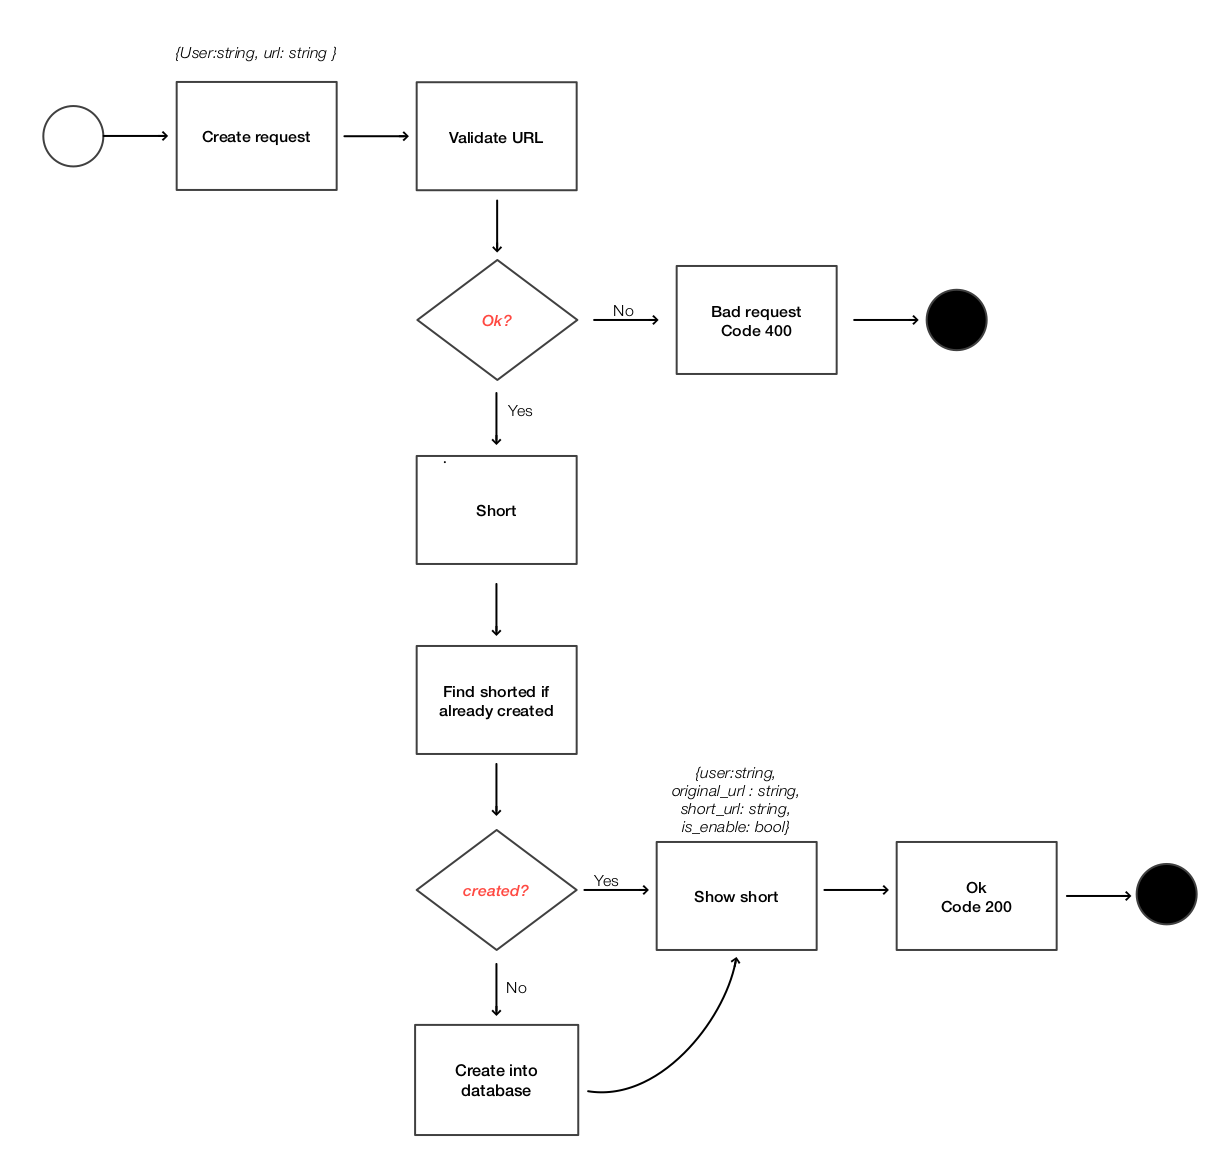 {User:string, url: string }
Create request
Validate URL
Ok?
No
Bad request
Code 400
Yes
Short
Find shorted if
already created
{user:string,
original_url : string,
short_url: string,
is_enable: bool}
created?
Yes
Show short
Ok
Code 200
No
Create into
database